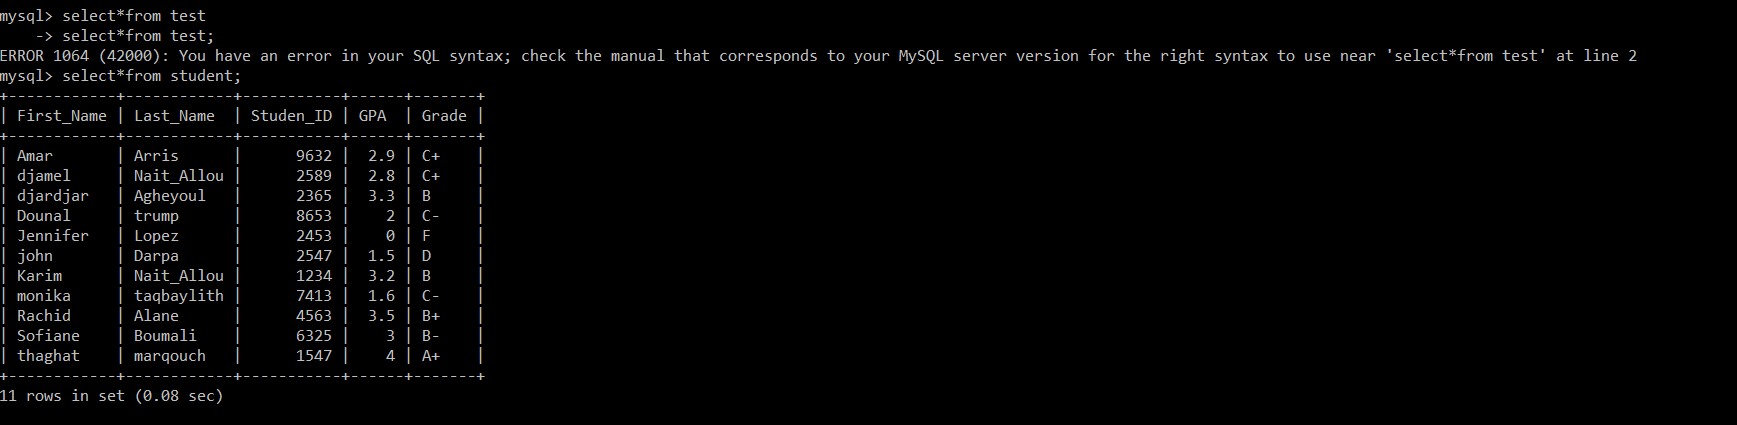 mysql> select*from test
    -> select*from test;
ERROR 1064 (42000): You have an error in your SQL syntax; check the manual that corresponds to your MySQL server version for the right syntax to use near 'select*from test' at line 2
mysql> select*from student;
+------------+------------+-----------+------+-------+
| First_Name | Last_Name  | Studen_ID | GPA  | Grade |
+------------+------------+-----------+------+-------+
| Amar       | Arris      |      9632 |  2.9 | C+    |
| djamel     | Nait_Allou |      2589 |  2.8 | C+    |
| djardjar   | Agheyoul   |      2365 |  3.3 | B     |
| Dounal     | trump      |      8653 |    2 | C-    |
| Jennifer   | Lopez      |      2453 |    0 | F     |
| john       | Darpa      |      2547 |  1.5 | D     |
| Karim      | Nait_Allou |      1234 |  3.2 | B     |
| monika     | taqbaylith |      7413 |  1.6 | C-    |
| Rachid     | Alane      |      4563 |  3.5 | B+    |
| Sofiane    | Boumali    |      6325 |    3 | B-    |
| thaghat    | marqouch   |      1547 |    4 | A+    |
+------------+------------+-----------+------+-------+
11 rows in set (0.08 sec)